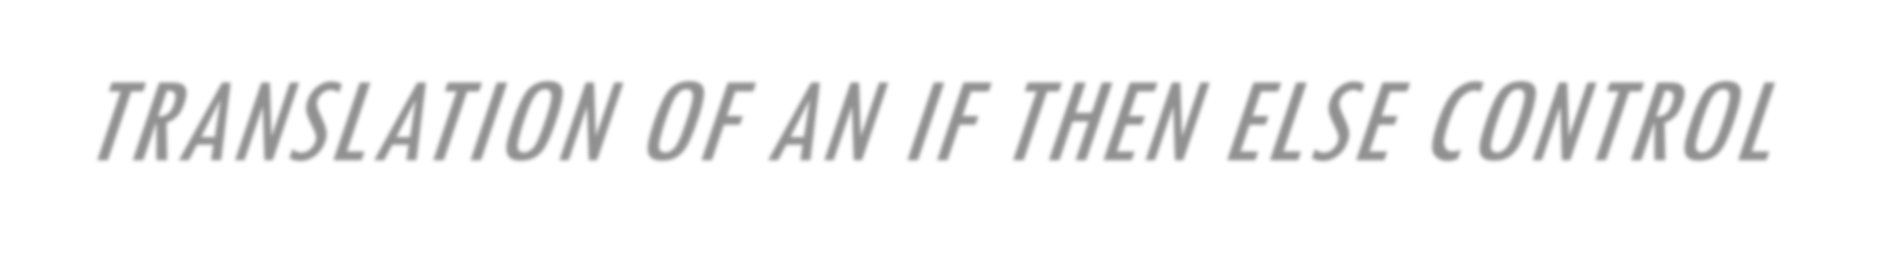 TRANSLATION OF AN IF THEN ELSE CONTROL